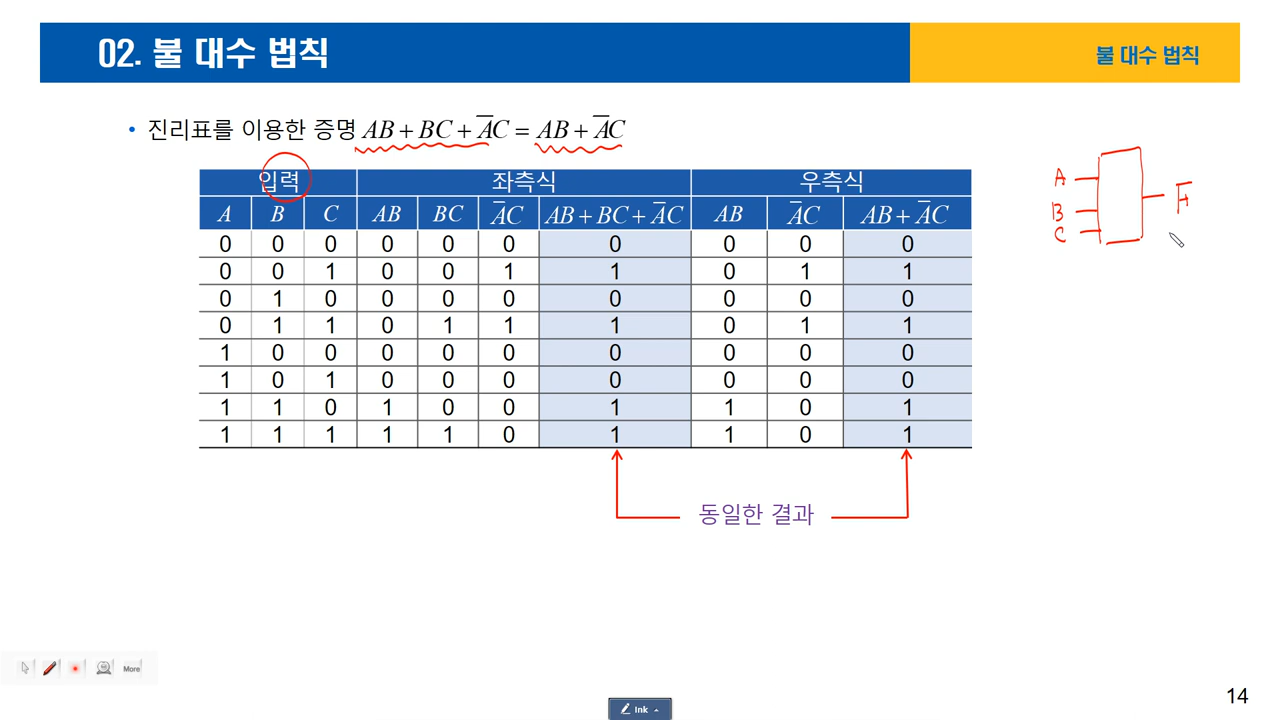 02. 불 대수 법칙
불 대수 법칙
• 진리표를 이용한 증명 AB + BC + A̅C = AB + A̅C
입력 좌측식 우측식
A B C AB BC A̅C AB + BC + A̅C AB A̅C AB + A̅C
0 0 0 0 0 0 0 0 0 0
0 0 1 0 0 1 1 0 1 1
0 1 0 0 0 0 0 0 0 0
0 1 1 0 1 1 1 0 1 1
1 0 0 0 0 0 0 0 0 0
1 0 1 0 0 0 0 0 0 0
1 1 0 1 0 0 1 1 0 1
1 1 1 1 1 0 1 1 0 1
동일한 결과
A
B
C
F
More
Ink
14